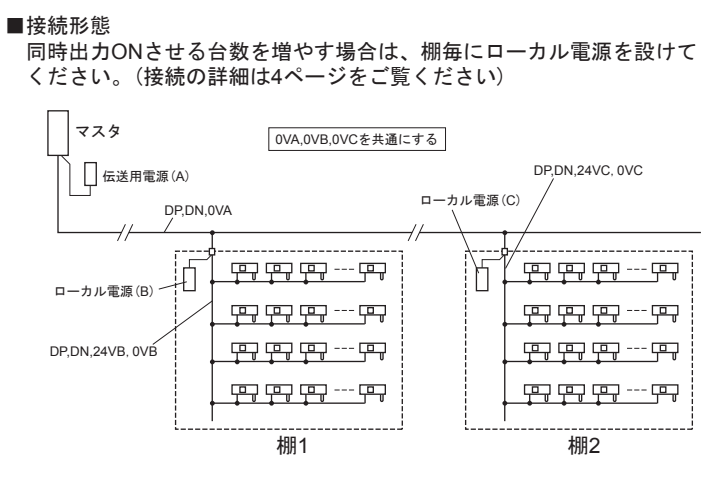 ■接続形態
同時出力ONさせる台数を増やす場合は、棚毎にローカル電源を設けて
ください。(接続の詳細は4ページをご覧ください)
マスタ
0VA,0VB,0VCを共通にする
伝送用電源(A)
DP,DN,24VC, 0VC
ローカル電源(C)
DP,DN,0VA
ローカル電源(B)
DP,DN,24VB, 0VB
棚1
棚2